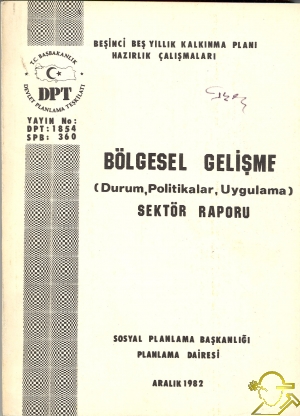 T.C. BAŞBAKANLIK
DEVLET PLANLAMA TEŞKİLATI
DPT
YAYIN No:
DPT: 1854
SPB: 360
BEŞİNCİ BEŞ YILLIK KALKINMA PLANI
HAZIRLIK ÇALIŞMALARI
BÖLGESEL GELİŞME
(Durum, Politikalar, Uygulama)
SEKTÖR RAPORU
SOSYAL PLANLAMA BAŞKANLIĞI
PLANLAMA DAİRESİ
ARALIK 1982